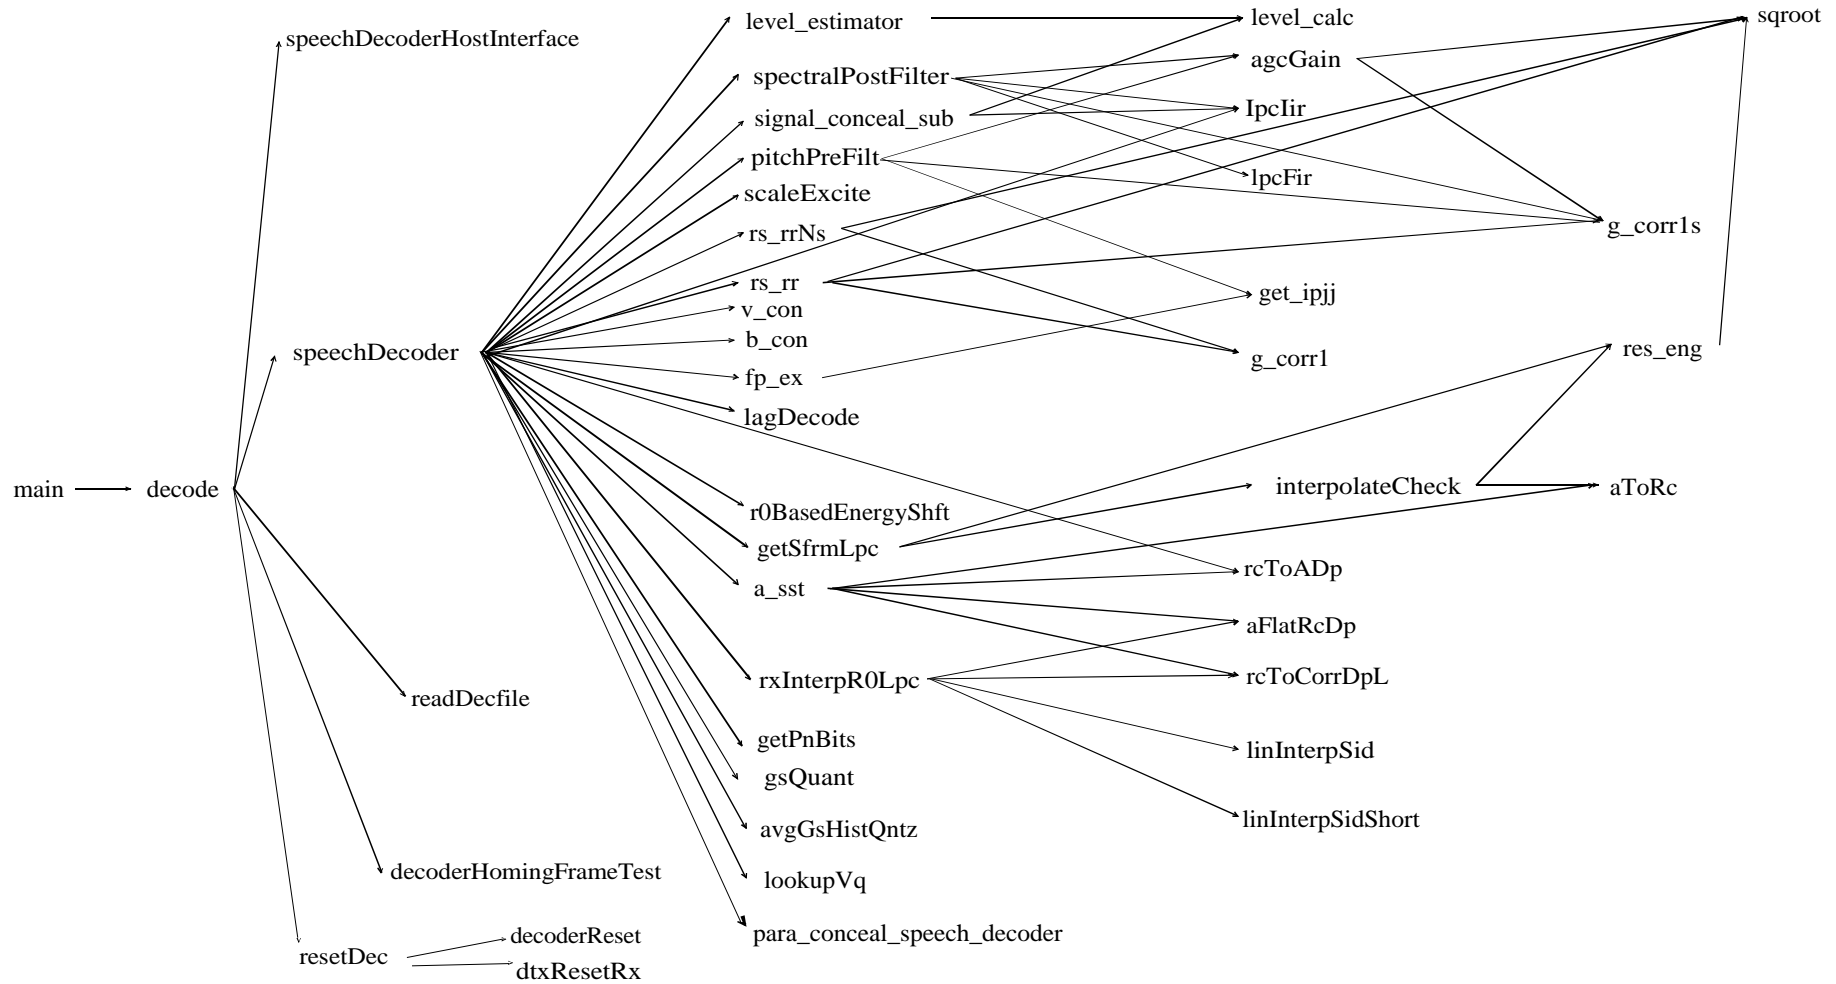 main
decode
speechDecoderHostInterface
speechDecoder
readDecfile
decoderHomingFrameTest
resetDec
decoderReset
dtxResetRx
level_estimator
spectralPostFilter
signal_conceal_sub
pitchPreFilt
scaleExcite
rs_rrNs
rs_rr
v_con
b_con
fp_ex
lagDecode
r0BasedEnergyShft
getSfrmLpc
a_sst
rxInterpR0Lpc
getPnBits
gsQuant
avgGsHistQntz
lookupVq
para_conceal_speech_decoder
level_calc
agcGain
IpcIir
lpcFir
get_ipjj
g_corr1
interpolateCheck
rcToADp
aFlatRcDp
rcToCorrDpL
linInterpSid
linInterpSidShort
sqroot
g_corr1s
res_eng
aToRc